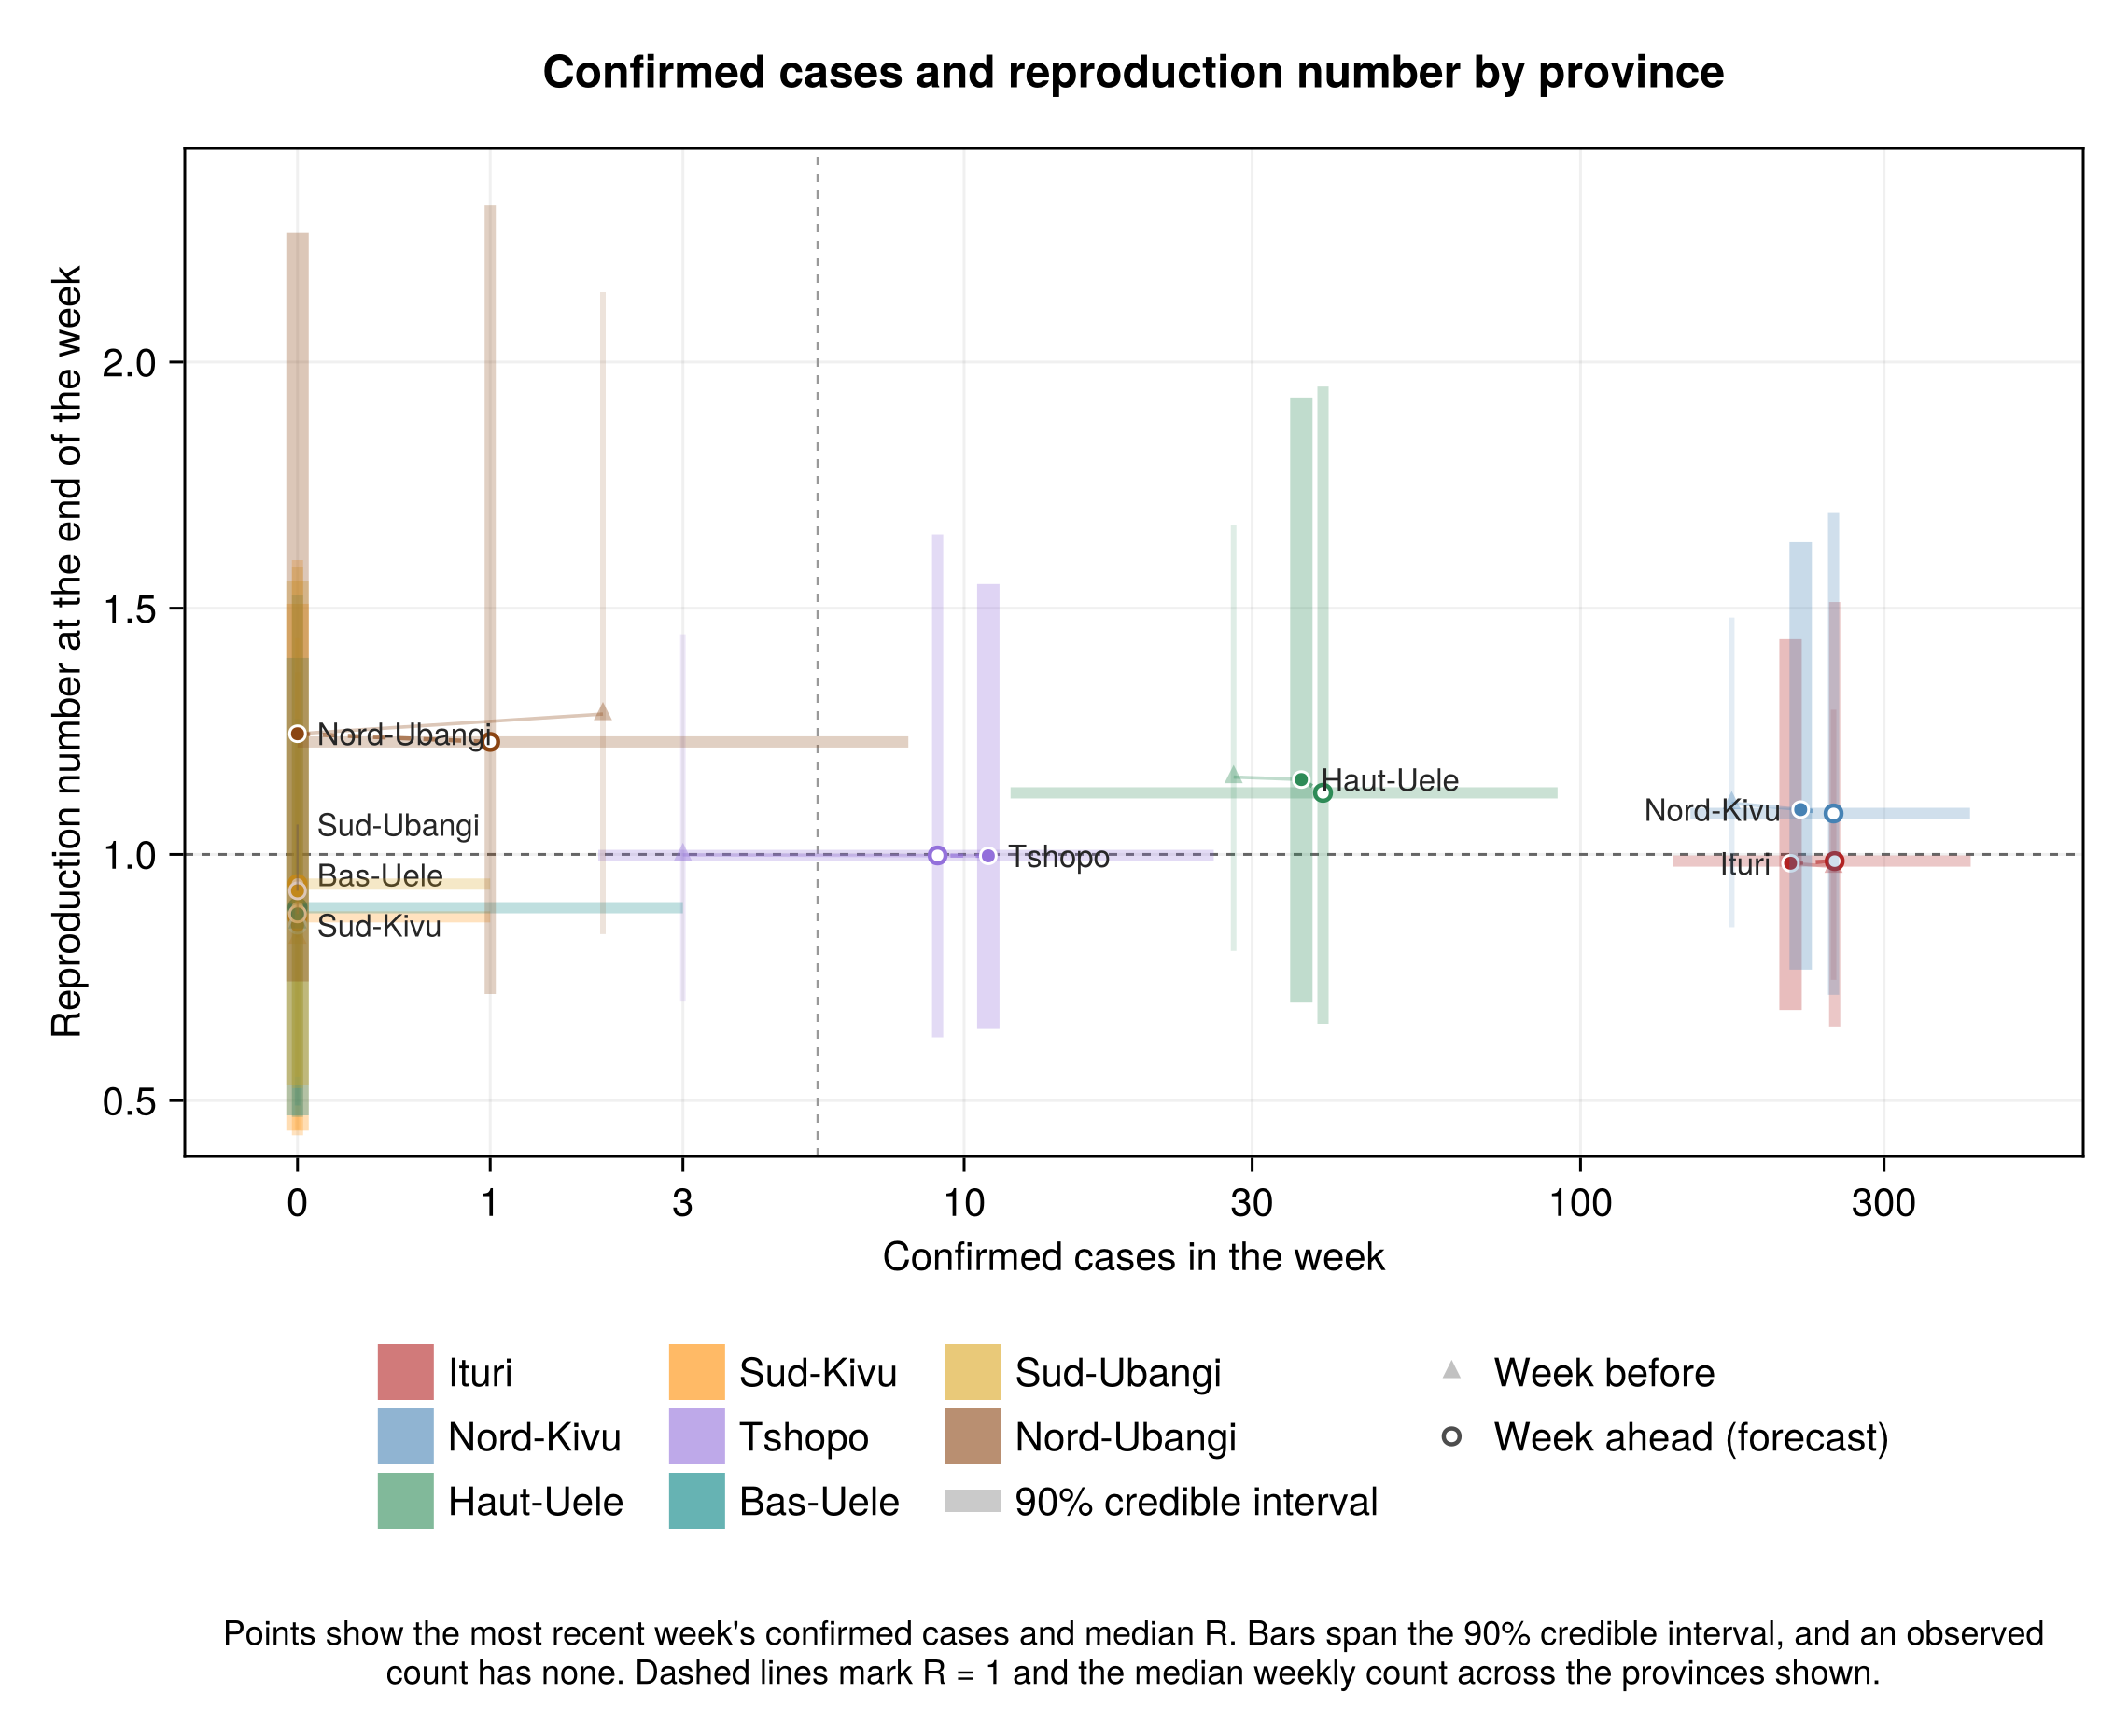 Confirmed cases and reproduction number by province
Reproduction number at the end of the week
2.0
1.5
1.0
0.5
Nord-Ubangi
Sud-Ubangi
Bas-Uele
Sud-Kivu
Tshopo
Haut-Uele
Nord-Kivu
Ituri
0 1 3 10 30 100 300
Confirmed cases in the week
Ituri Sud-Kivu Sud-Ubangi Week before
Nord-Kivu Tshopo Nord-Ubangi Week ahead (forecast)
Haut-Uele Bas-Uele 90% credible interval
Points show the most recent week's confirmed cases and median R. Bars span the 90% credible interval, and an observed
count has none. Dashed lines mark R = 1 and the median weekly count across the provinces shown.